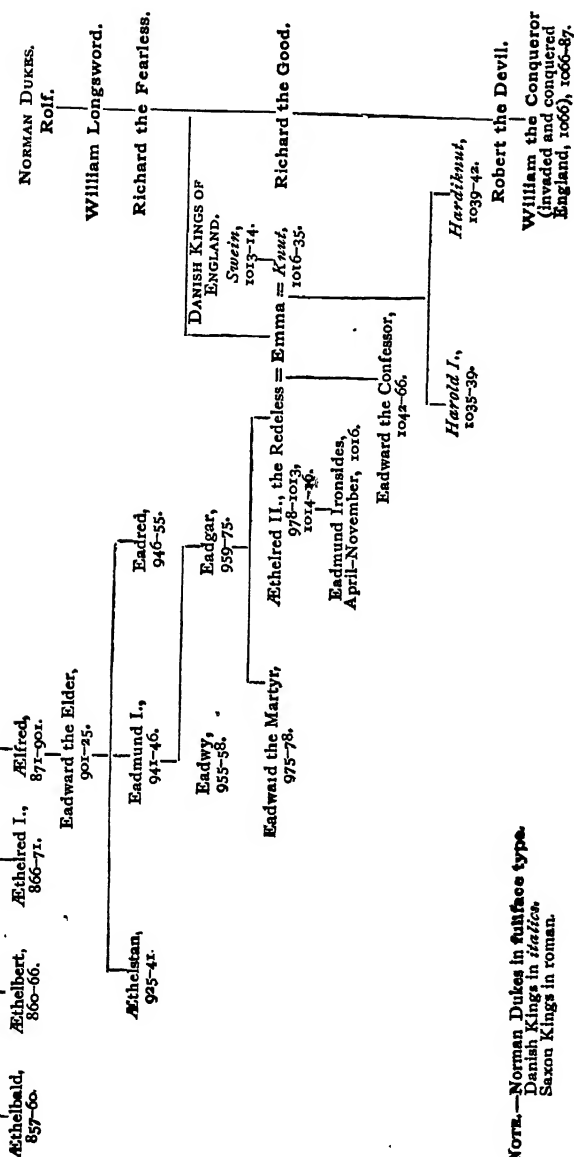 Æthelbald,
857–60.
Æthelbert,
860–66.
Æthelred I.,
866–71.
Ælfred,
871–901.
Eadward the Elder,
901–25.
Æthelstan,
925–41.
Eadmund I.,
941–46.
Eadred,
946–55.
Eadwy,
955–58.
Eadgar,
959–75.
Eadward the Martyr,
975–78.
Æthelred II., the Redeless = Emma = Knut,
978–1013,
1014–16.
1016–35.
Eadmund Ironsides,
April–November, 1016.
Eadward the Confessor,
1042–66.
DANISH KINGS OF
ENGLAND.
Swein,
1013–14.
Harold I.,
1035–39.
Hardiknut,
1039–42.
NORMAN DUKES.
Rolf.
William Longsword.
Richard the Fearless.
Richard the Good.
Robert the Devil.
William the Conqueror
(invaded and conquered
England, 1066), 1066–87.
NOTE.—Norman Dukes in fullface type.
Danish Kings in italics.
Saxon Kings in roman.